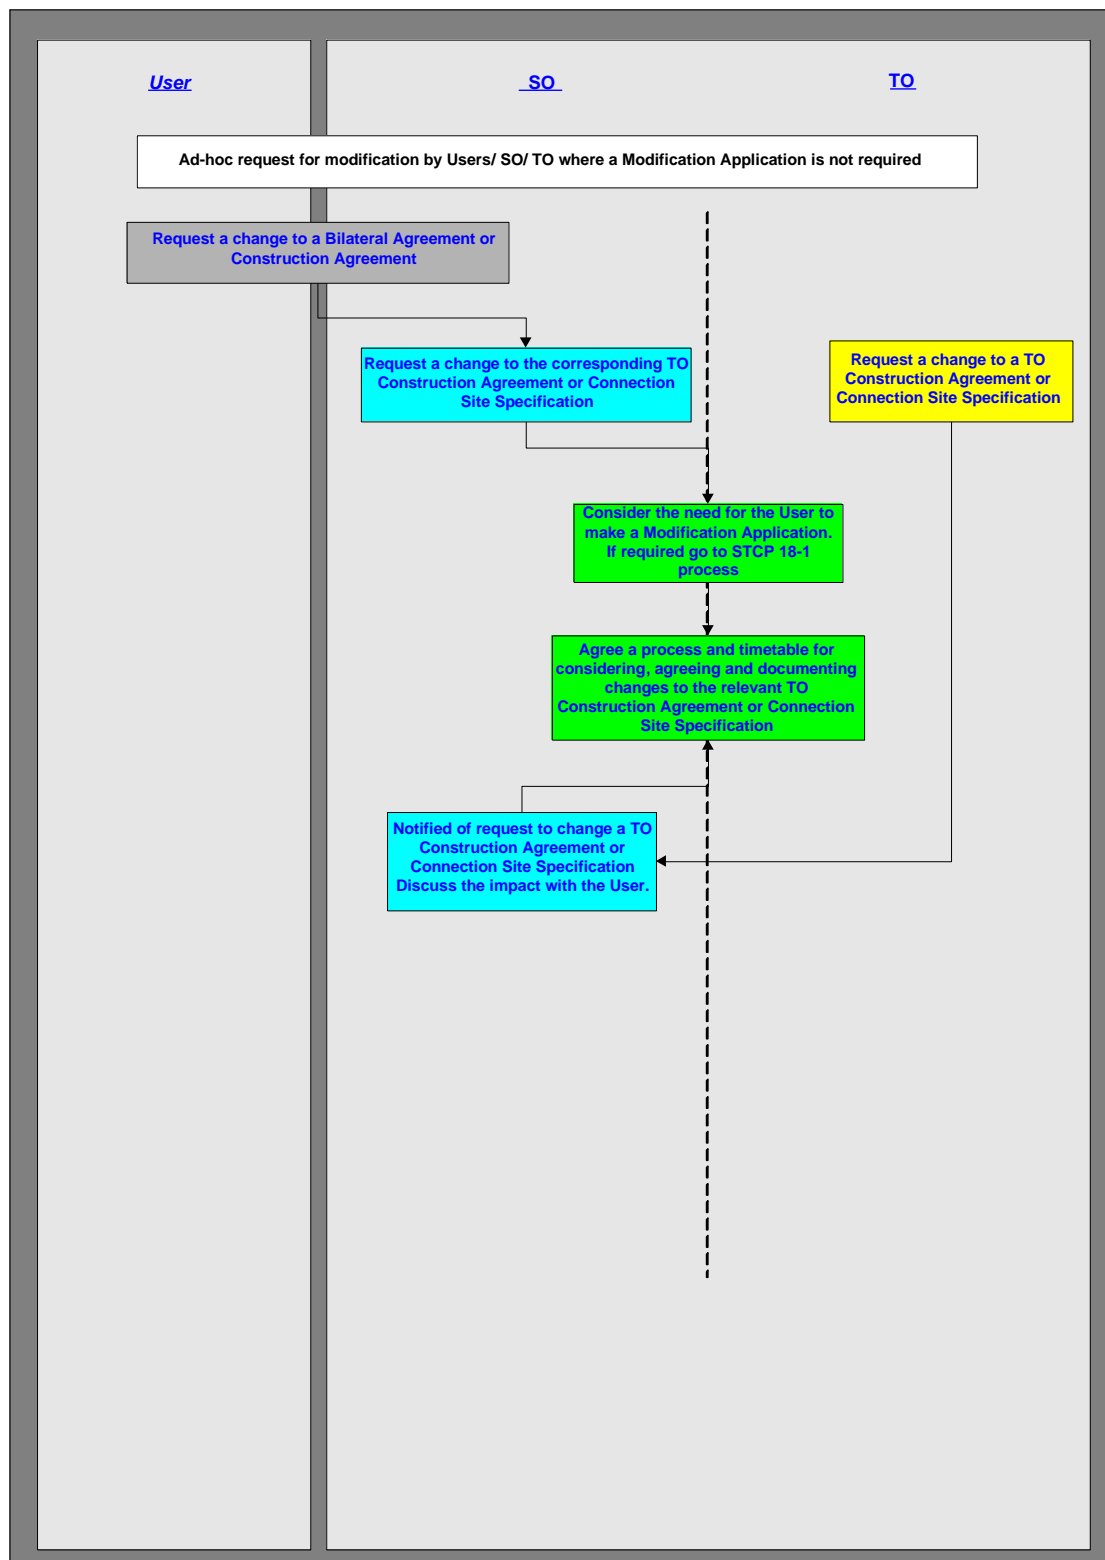 User
SO
TO
Ad-hoc request for modification by Users/ SO/ TO where a Modification Application is not required
Request a change to a Bilateral Agreement or
Construction Agreement
Request a change to the corresponding TO
Construction Agreement or Connection
Site Specification
Request a change to a TO
Construction Agreement or
Connection Site Specification
Consider the need for the User to
make a Modification Application.
If required go to STCP 18-1
process
Agree a process and timetable for
considering, agreeing and documenting
changes to the relevant TO
Construction Agreement or Connection
Site Specification
Notified of request to change a TO
Construction Agreement or
Connection Site Specification
Discuss the impact with the User.